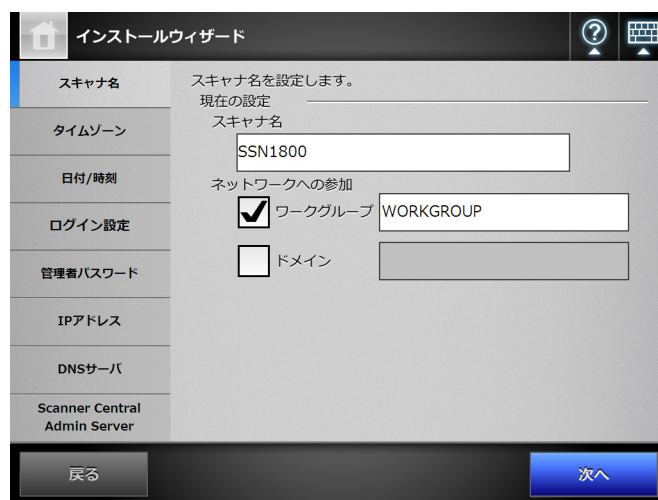 インストールウィザード
?
スキャナ名
タイムゾーン
日付/時刻
ログイン設定
管理者パスワード
IPアドレス
DNSサーバ
Scanner Central
Admin Server
スキャナ名を設定します。
現在の設定
スキャナ名
SSN1800
ネットワークへの参加
ワークグループ WORKGROUP
ドメイン
戻る
次へ